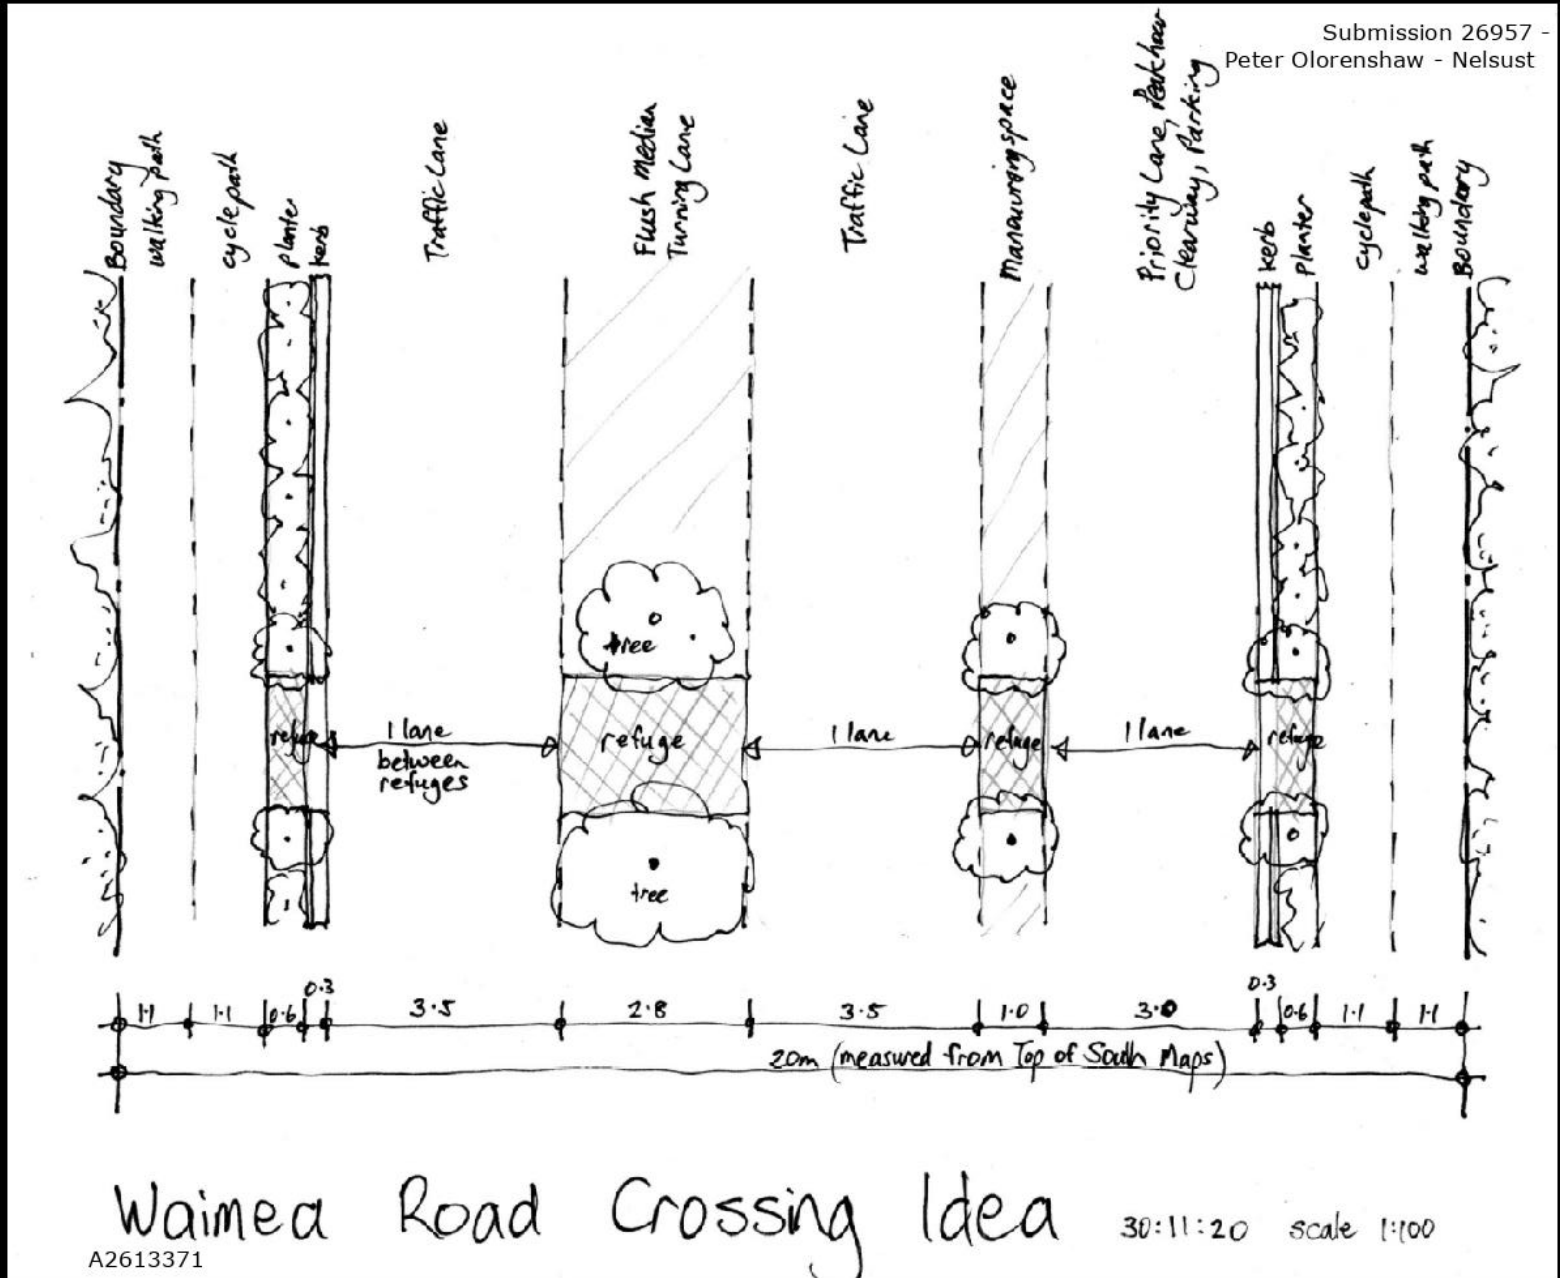 Submission 26957 -
Peter Olorenshaw - Nelsust
Boundary
walking path
cycle path
planter
kerb
Traffic Lane
Flush Median
Turning Lane
Traffic Lane
Manauvring space
Priority Lane, Peak hour
Clearway, Parking
kerb
planter
cycle path
walking path
Boundary
tree
refuge
1 lane
between
refuges
refuge
1 lane
refuge
1 lane
refuge
tree
1.1
1.1
0.6
0.3
3.5
2.8
3.5
1.0
3.0
0.3
0.6
1.1
1.1
20m (measured from Top of South Maps)
Waimea Road Crossing Idea 30:11:20 scale 1:100
A2613371